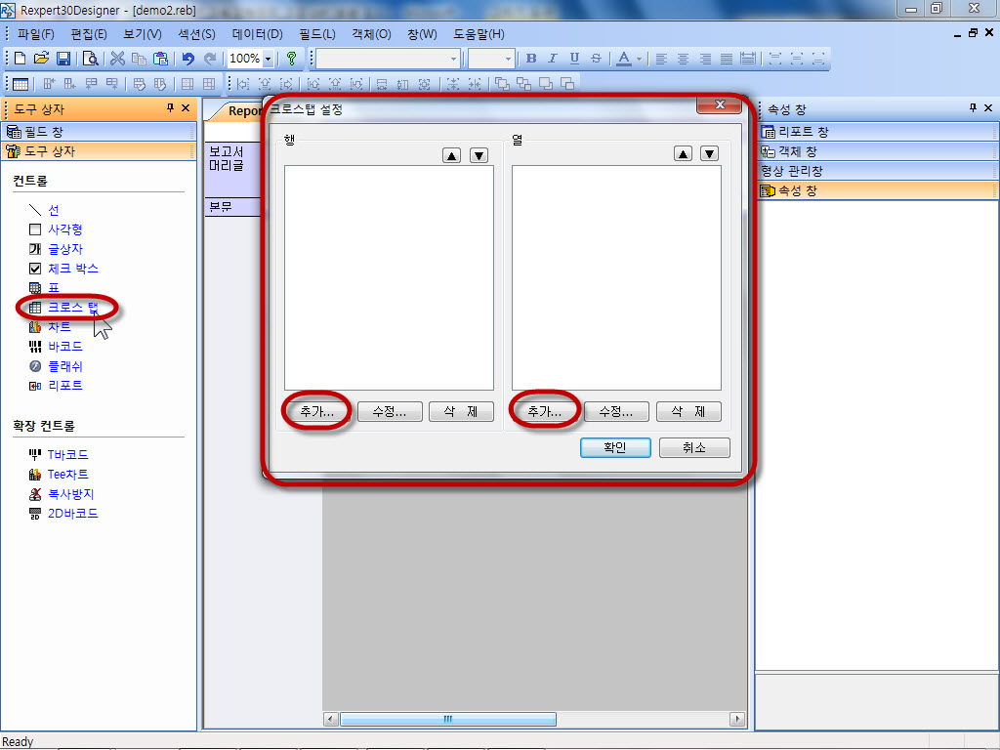 Rexpert30Designer - [demo2.reb]
파일(F) 편집(E) 보기(V) 섹션(S) 데이터(D) 필드(L) 객체(O) 창(W) 도움말(H)
100% B I U S A
도구 상자
필드 창
도구 상자
컨트롤
선
사각형
글상자
체크 박스
표
크로스 탭
차트
바코드
플래쉬
리포트
확장 컨트롤
T바코드
Tee차트
복사방지
2D바코드
Repor
보고서
머리글
본문
크로스탭 설정
행 열
추가... 수정... 삭 제 추가... 수정... 삭 제
확인 취소
속성 창
리포트 창
객체 창
형상 관리창
속성 창
Ready